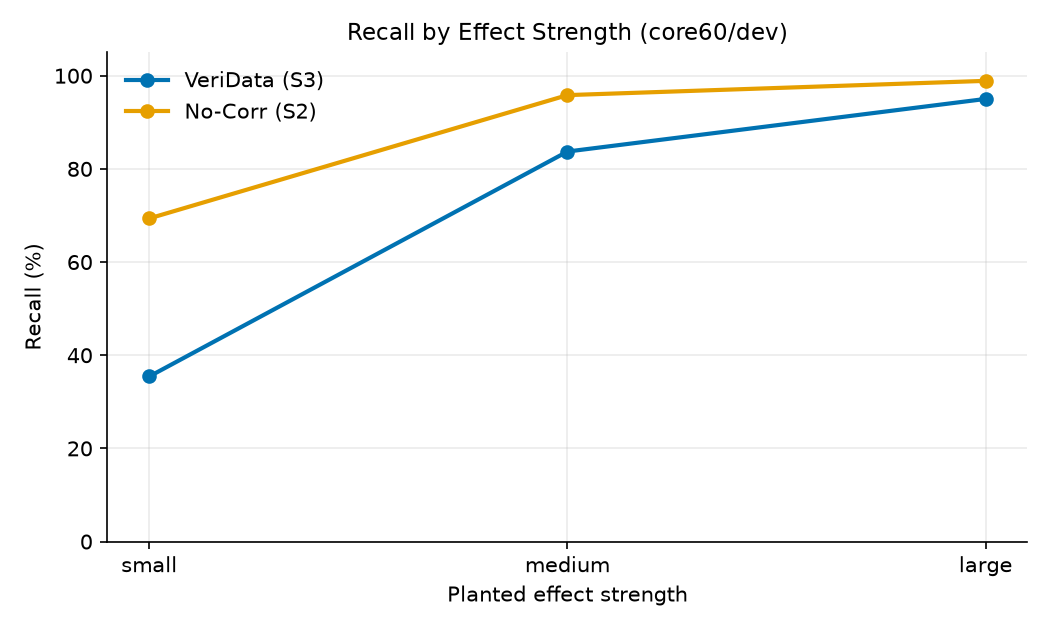 Recall by Effect Strength (core60/dev)
VeriData (S3)
No-Corr (S2)
Recall (%)
100
80
60
40
20
0
small medium large
Planted effect strength